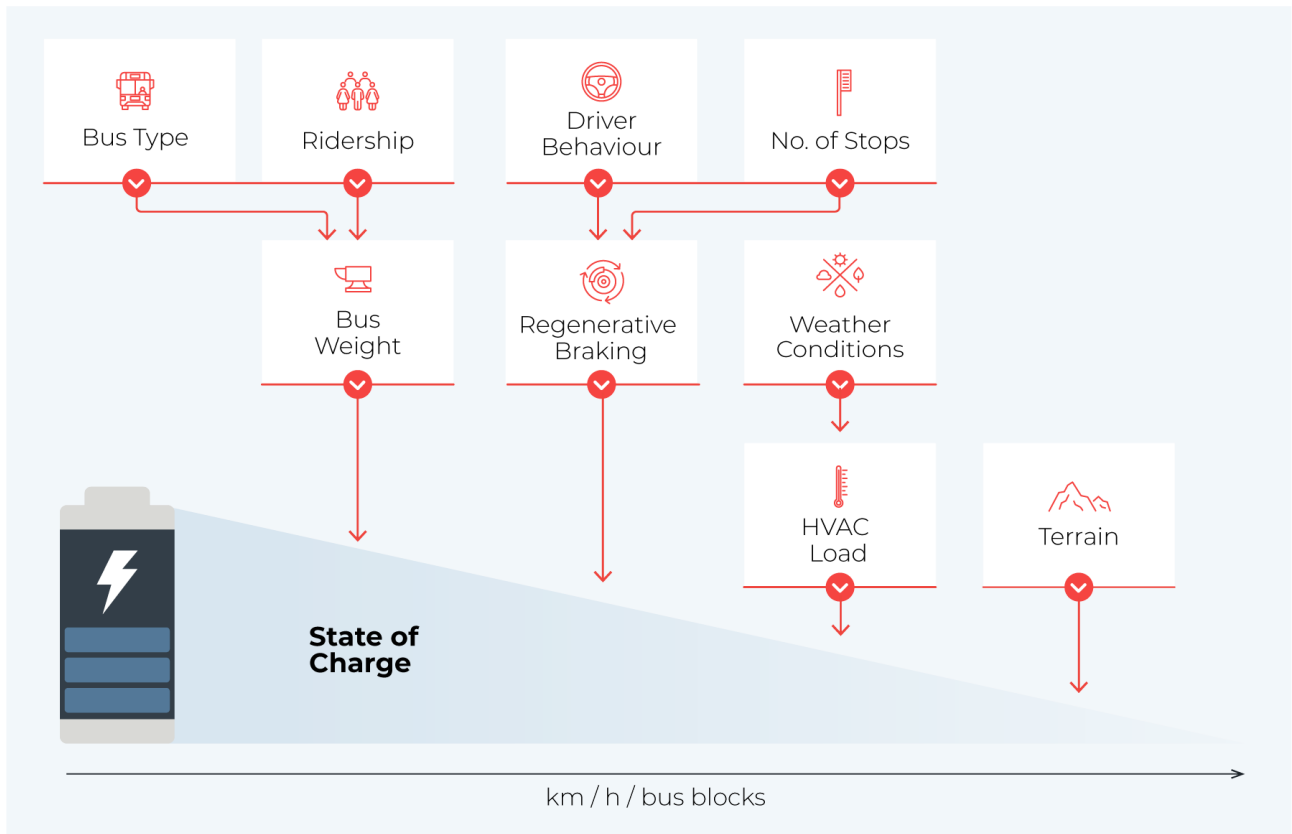 Bus Type
Ridership
Driver
Behaviour
No. of Stops
Bus
Weight
Regenerative
Braking
Weather
Conditions
HVAC
Load
Terrain
State of
Charge
km / h / bus blocks